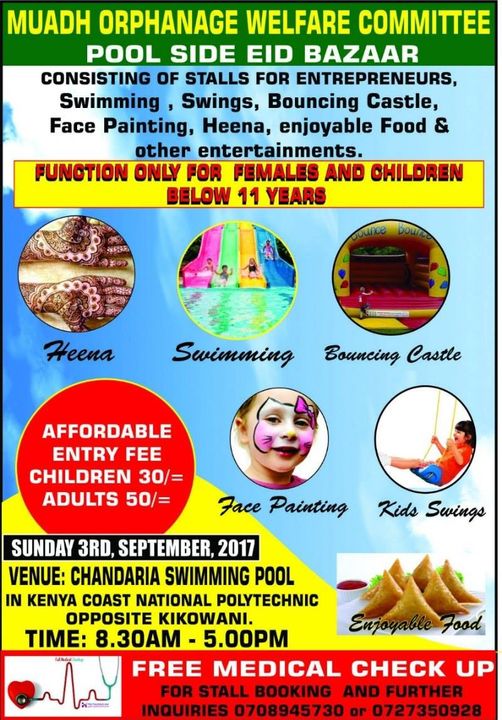 MUADH ORPHANAGE WELFARE COMMITTEE
POOL SIDE EID BAZAAR
CONSISTING OF STALLS FOR ENTREPRENEURS,
Swimming , Swings, Bouncing Castle,
Face Painting, Heena, enjoyable Food &
other entertainments.
FUNCTION ONLY FOR FEMALES AND CHILDREN
BELOW 11 YEARS
Bounce Bounce
Heena
Swimming
Bouncing Castle
AFFORDABLE
ENTRY FEE
CHILDREN 30/=
ADULTS 50/=
Face Painting
Kids Swings
SUNDAY 3RD, SEPTEMBER, 2017
VENUE: CHANDARIA SWIMMING POOL
IN KENYA COAST NATIONAL POLYTECHNIC
OPPOSITE KIKOWANI.
TIME: 8.30AM - 5.00PM
Enjoyable Food
FREE MEDICAL CHECK UP
FOR STALL BOOKING AND FURTHER
INQUIRIES 0708945730 or 0727350928